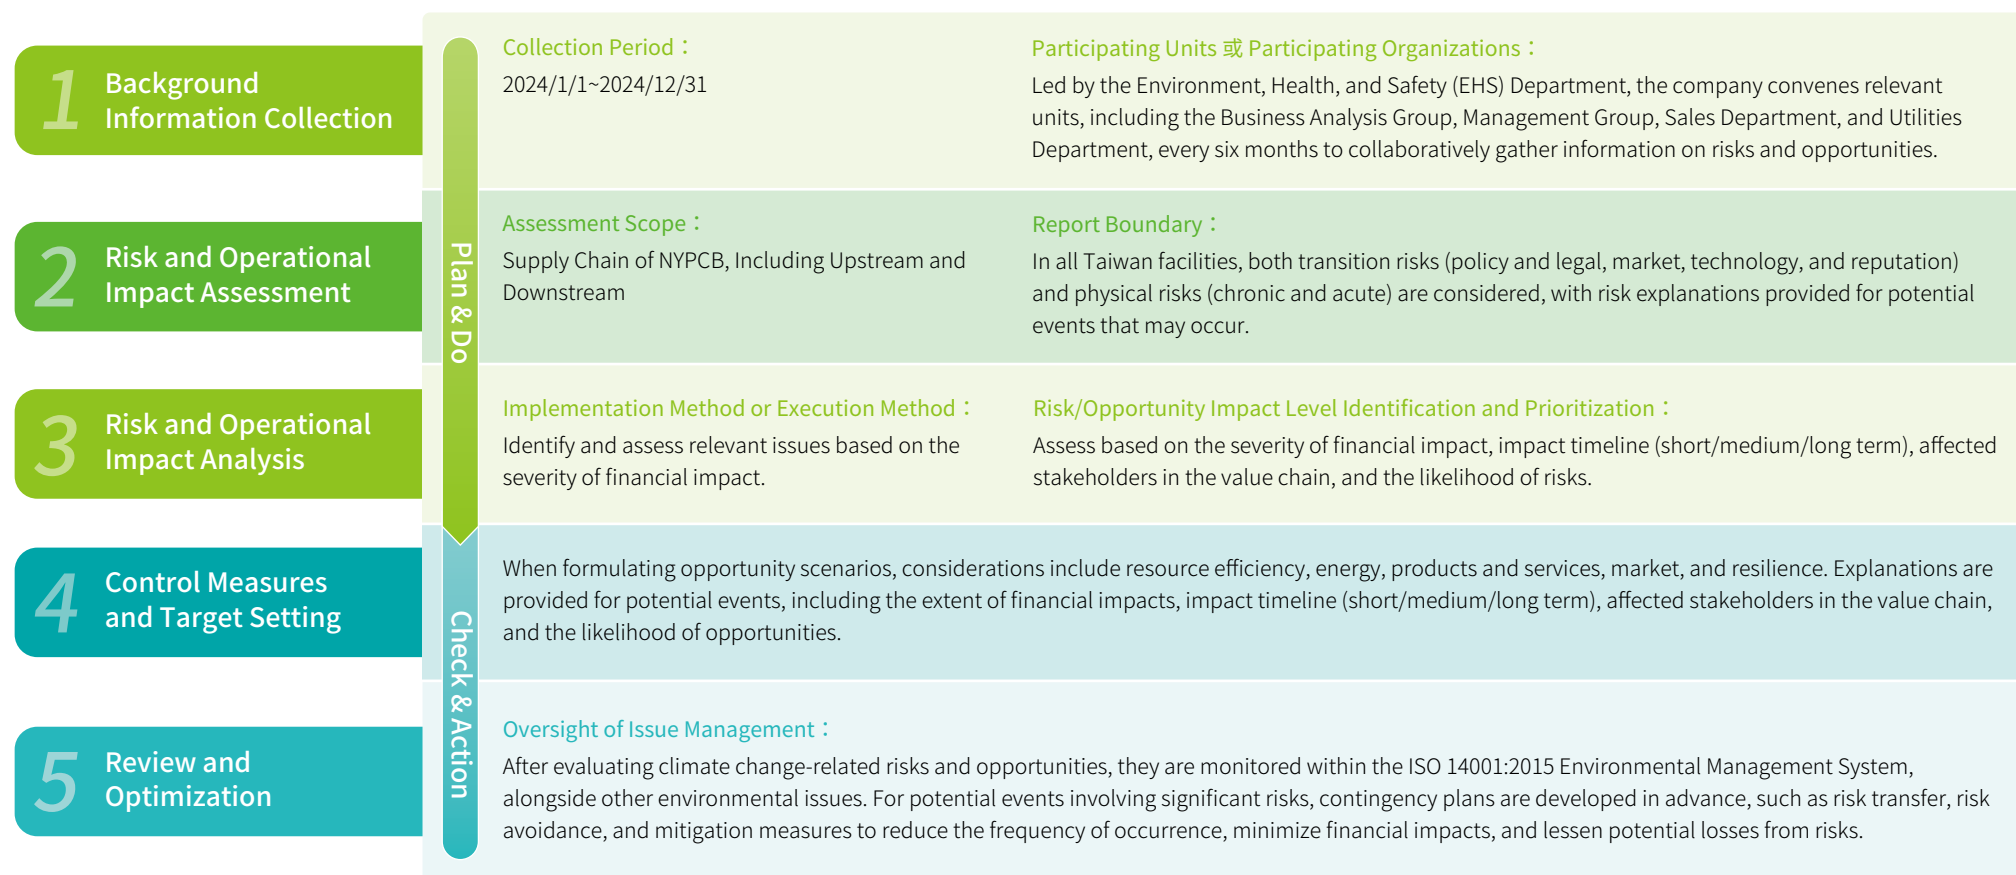 1
Background
Information Collection
Collection Period：
2024/1/1~2024/12/31
Participating Units 或 Participating Organizations：
Led by the Environment, Health, and Safety (EHS) Department, the company convenes relevant
units, including the Business Analysis Group, Management Group, Sales Department, and Utilities
Department, every six months to collaboratively gather information on risks and opportunities.
Plan & Do
2
Risk and Operational
Impact Assessment
Assessment Scope：
Supply Chain of NYPCB, Including Upstream and
Downstream
Report Boundary：
In all Taiwan facilities, both transition risks (policy and legal, market, technology, and reputation)
and physical risks (chronic and acute) are considered, with risk explanations provided for potential
events that may occur.
3
Risk and Operational
Impact Analysis
Implementation Method or Execution Method：
Identify and assess relevant issues based on the
severity of financial impact.
Risk/Opportunity Impact Level Identification and Prioritization：
Assess based on the severity of financial impact, impact timeline (short/medium/long term), affected
stakeholders in the value chain, and the likelihood of risks.
Check & Action
4
Control Measures
and Target Setting
When formulating opportunity scenarios, considerations include resource efficiency, energy, products and services, market, and resilience. Explanations are
provided for potential events, including the extent of financial impacts, impact timeline (short/medium/long term), affected stakeholders in the value chain,
and the likelihood of opportunities.
5
Review and
Optimization
Oversight of Issue Management：
After evaluating climate change-related risks and opportunities, they are monitored within the ISO 14001:2015 Environmental Management System,
alongside other environmental issues. For potential events involving significant risks, contingency plans are developed in advance, such as risk transfer, risk
avoidance, and mitigation measures to reduce the frequency of occurrence, minimize financial impacts, and lessen potential losses from risks.